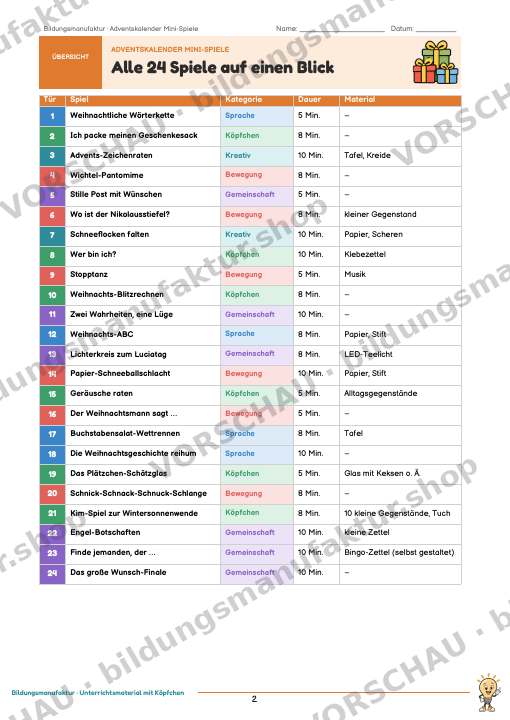 Bildungsmanufaktur · Adventskalender Mini-Spiele Name: Datum:
ÜBERSICHT
ADVENTSKALENDER MINI-SPIELE
Alle 24 Spiele auf einen Blick
Tür Spiel Kategorie Dauer Material
1 Weihnachtliche Wörterkette Sprache 5 Min. –
2 Ich packe meinen Geschenkesack Köpfchen 8 Min. –
3 Advents-Zeichenraten Kreativ 10 Min. Tafel, Kreide
4 Wichtel-Pantomime Bewegung 8 Min. –
5 Stille Post mit Wünschen Gemeinschaft 5 Min. –
6 Wo ist der Nikolausstiefel? Bewegung 8 Min. kleiner Gegenstand
7 Schneeflocken falten Kreativ 10 Min. Papier, Scheren
8 Wer bin ich? Köpfchen 10 Min. Klebezettel
9 Stopptanz Bewegung 5 Min. Musik
10 Weihnachts-Blitzrechnen Köpfchen 8 Min. –
11 Zwei Wahrheiten, eine Lüge Gemeinschaft 10 Min. –
12 Weihnachts-ABC Sprache 8 Min. Papier, Stift
13 Lichterkreis zum Luciatag Gemeinschaft 8 Min. LED-Teelicht
14 Papier-Schneeballschlacht Bewegung 10 Min. Papier, Stift
15 Geräusche raten Köpfchen 5 Min. Alltagsgegenstände
16 Der Weihnachtsmann sagt ... Bewegung 5 Min. –
17 Buchstabensalat-Wettrennen Sprache 8 Min. Tafel
18 Die Weihnachtsgeschichte reihum Sprache 10 Min. –
19 Das Plätzchen-Schätzglas Köpfchen 5 Min. Glas mit Keksen o. Ä.
20 Schnick-Schnack-Schnuck-Schlange Bewegung 8 Min. –
21 Kim-Spiel zur Wintersonnenwende Köpfchen 8 Min. 10 kleine Gegenstände, Tuch
22 Engel-Botschaften Gemeinschaft 10 Min. kleine Zettel
23 Finde jemanden, der ... Gemeinschaft 10 Min. Bingo-Zettel (selbst gestaltet)
24 Das große Wunsch-Finale Gemeinschaft 10 Min. –
VORSCHAU · bildungsmanufaktur.shop
Bildungsmanufaktur · Unterrichtsmaterial mit Köpfchen
2